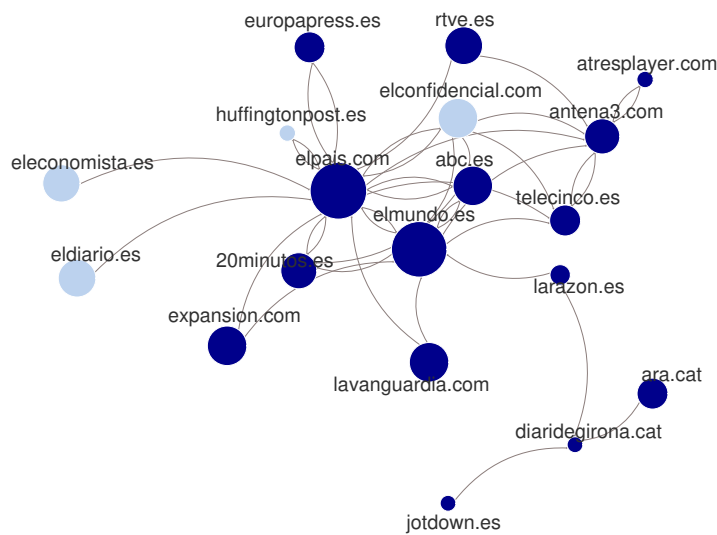 europapress.es
rtve.es
atresplayer.com
elconfidencial.com
huffingtonpost.es
antena3.com
eleconomista.es
elpais.com
abc.es
telecinco.es
elmundo.es
eldiario.es
20minutos.es
larazon.es
expansion.com
lavanguardia.com
ara.cat
diaridegirona.cat
jotdown.es